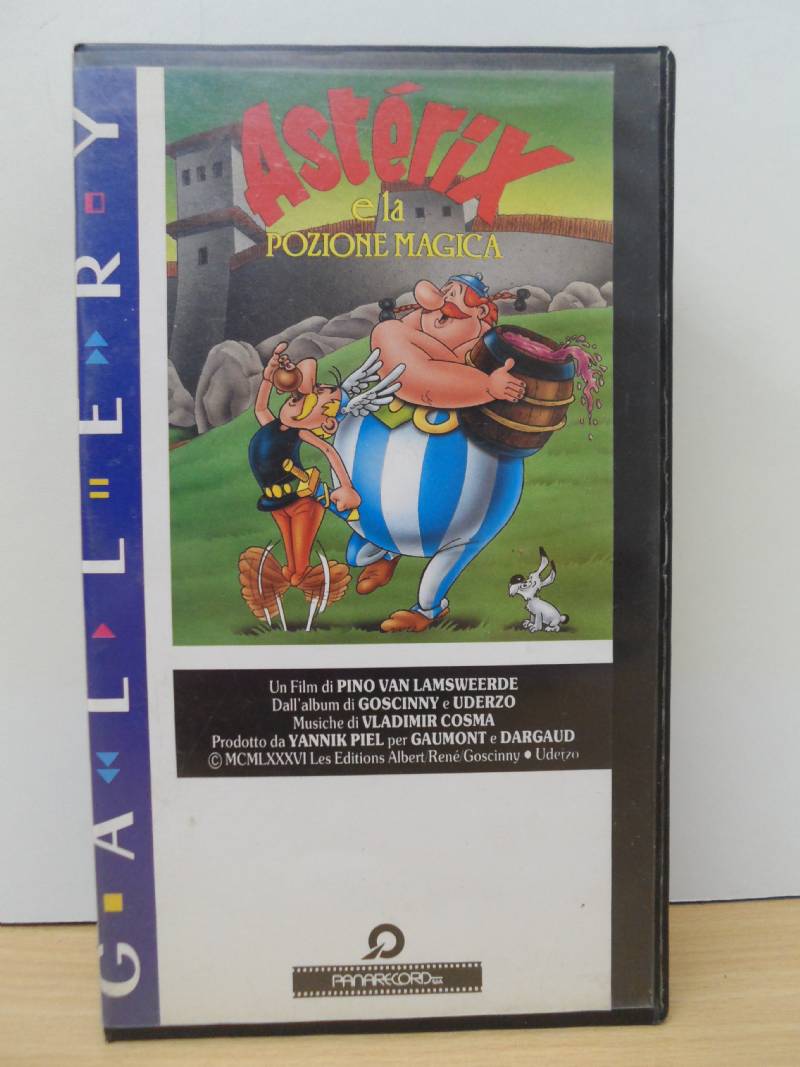 GALLERY
Astérix
e la
POZIONE MAGICA
Un Film di PINO VAN LAMSWEERDE
Dall'album di GOSCINNY e UDERZO
Musiche di VLADIMIR COSMA
Prodotto da YANNIK PIEL per GAUMONT e DARGAUD
© MCMLXXXVI Les Editions Albert/René/Goscinny • Uderzo
PANARECORD